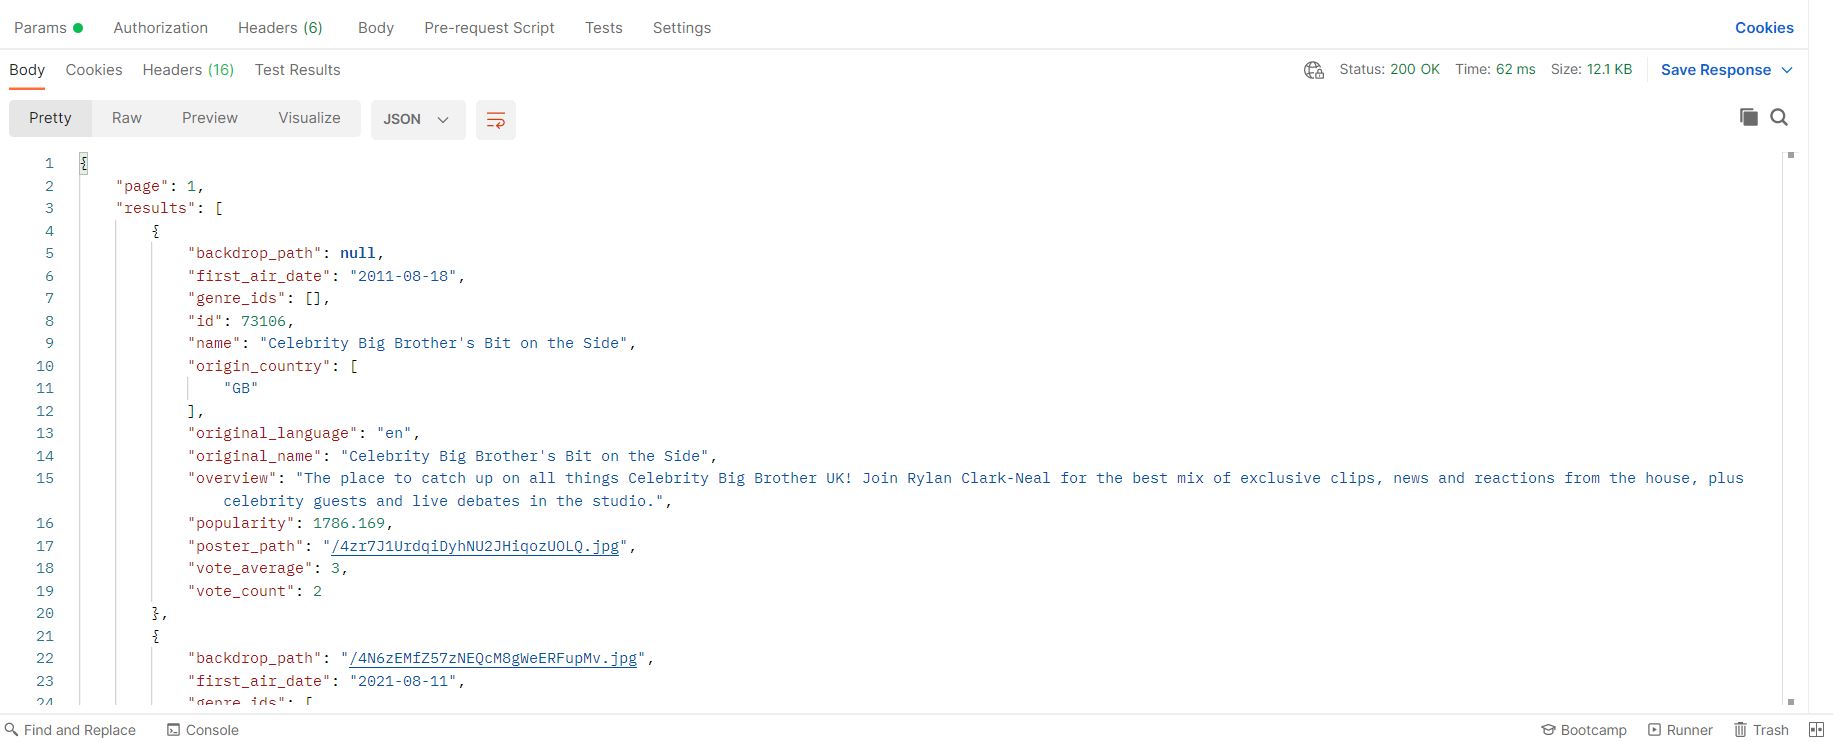 Params Authorization Headers (6) Body Pre-request Script Tests Settings Cookies
Body Cookies Headers (16) Test Results Status: 200 OK Time: 62 ms Size: 12.1 KB Save Response
Pretty Raw Preview Visualize JSON
1 {
2 "page": 1,
3 "results": [
4 {
5 "backdrop_path": null,
6 "first_air_date": "2011-08-18",
7 "genre_ids": [],
8 "id": 73106,
9 "name": "Celebrity Big Brother's Bit on the Side",
10 "origin_country": [
11 "GB"
12 ],
13 "original_language": "en",
14 "original_name": "Celebrity Big Brother's Bit on the Side",
15 "overview": "The place to catch up on all things Celebrity Big Brother UK! Join Rylan Clark-Neal for the best mix of exclusive clips, news and reactions from the house, plus
celebrity guests and live debates in the studio.",
16 "popularity": 1786.169,
17 "poster_path": "/4zr7J1UrdqiDyhNU2JHiqozUOLQ.jpg",
18 "vote_average": 3,
19 "vote_count": 2
20 },
21 {
22 "backdrop_path": "/4N6zEMfZ57zNEQcM8gWeERFupMv.jpg",
23 "first_air_date": "2021-08-11",
24 "genre_ids": [
Find and Replace Console Bootcamp Runner Trash